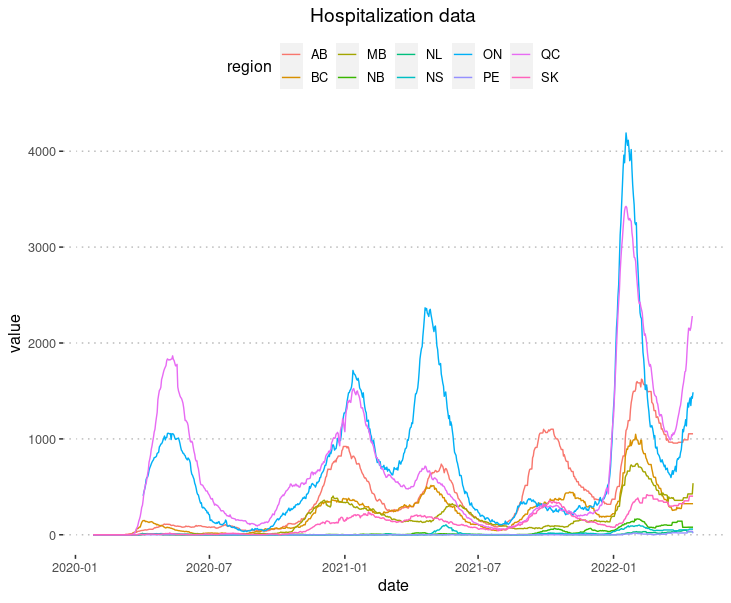 Hospitalization data
region AB MB NL ON QC
BC NB NS PE SK
4000
3000
2000
1000
0
value
2020-01 2020-07 2021-01 2021-07 2022-01
date